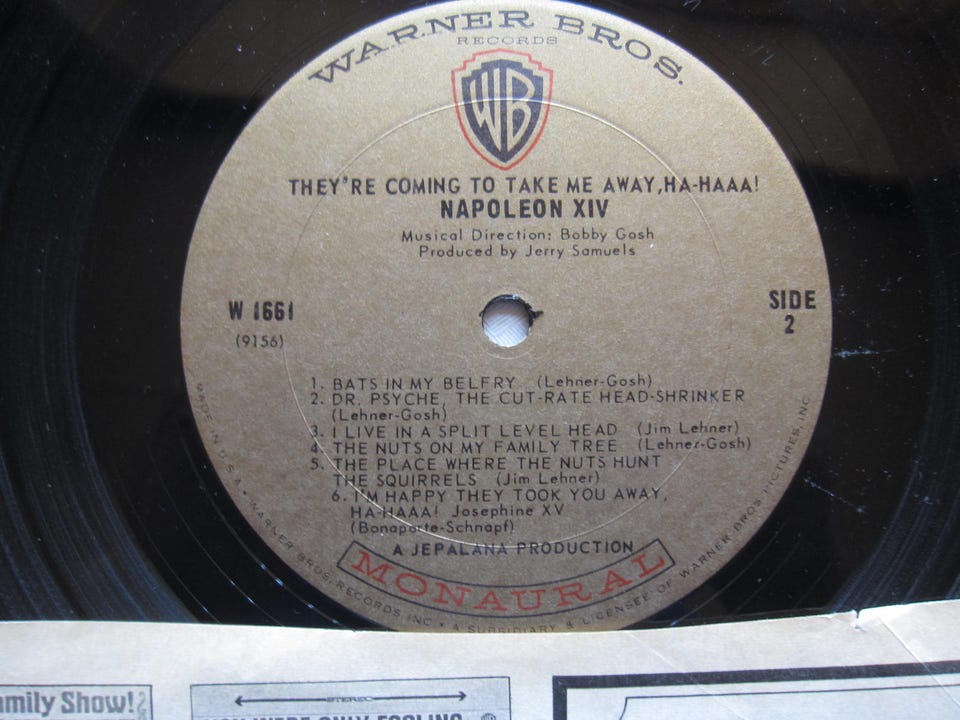 WARNER BROS.
RECORDS
WB
THEY"RE COMING TO TAKE ME AWAY,HA-HAAA!
NAPOLEON XIV
Musical Direction: Bobby Gosh
Produced by Jerry Samuels
W 1661
(9156)
SIDE
2
1. BATS IN MY BELFRY (Lehner-Gosh)
2. DR. PSYCHE, THE CUT-RATE HEAD-SHRINKER
(Lehner-Gosh)
3. I LIVE IN A SPLIT LEVEL HEAD (Jim Lehner)
4. THE NUTS ON MY FAMILY TREE (Lehner-Gosh)
5. THE PLACE WHERE THE NUTS HUNT
THE SQUIRRELS (Jim Lehner)
6. I'M HAPPY THEY TOOK YOU AWAY,
HA-HAAA! Josephine XV
(Bonaparte-Schnapf)
A JEPALANA PRODUCTION
MONAURAL
MADE IN U.S.A. • WARNER BROS. RECORDS INC. • A SUBSIDIARY & LICENSEE OF WARNER BROS. PICTURES, INC.
amily Show!
STEREO
YOU WERE ONLY FOOLING